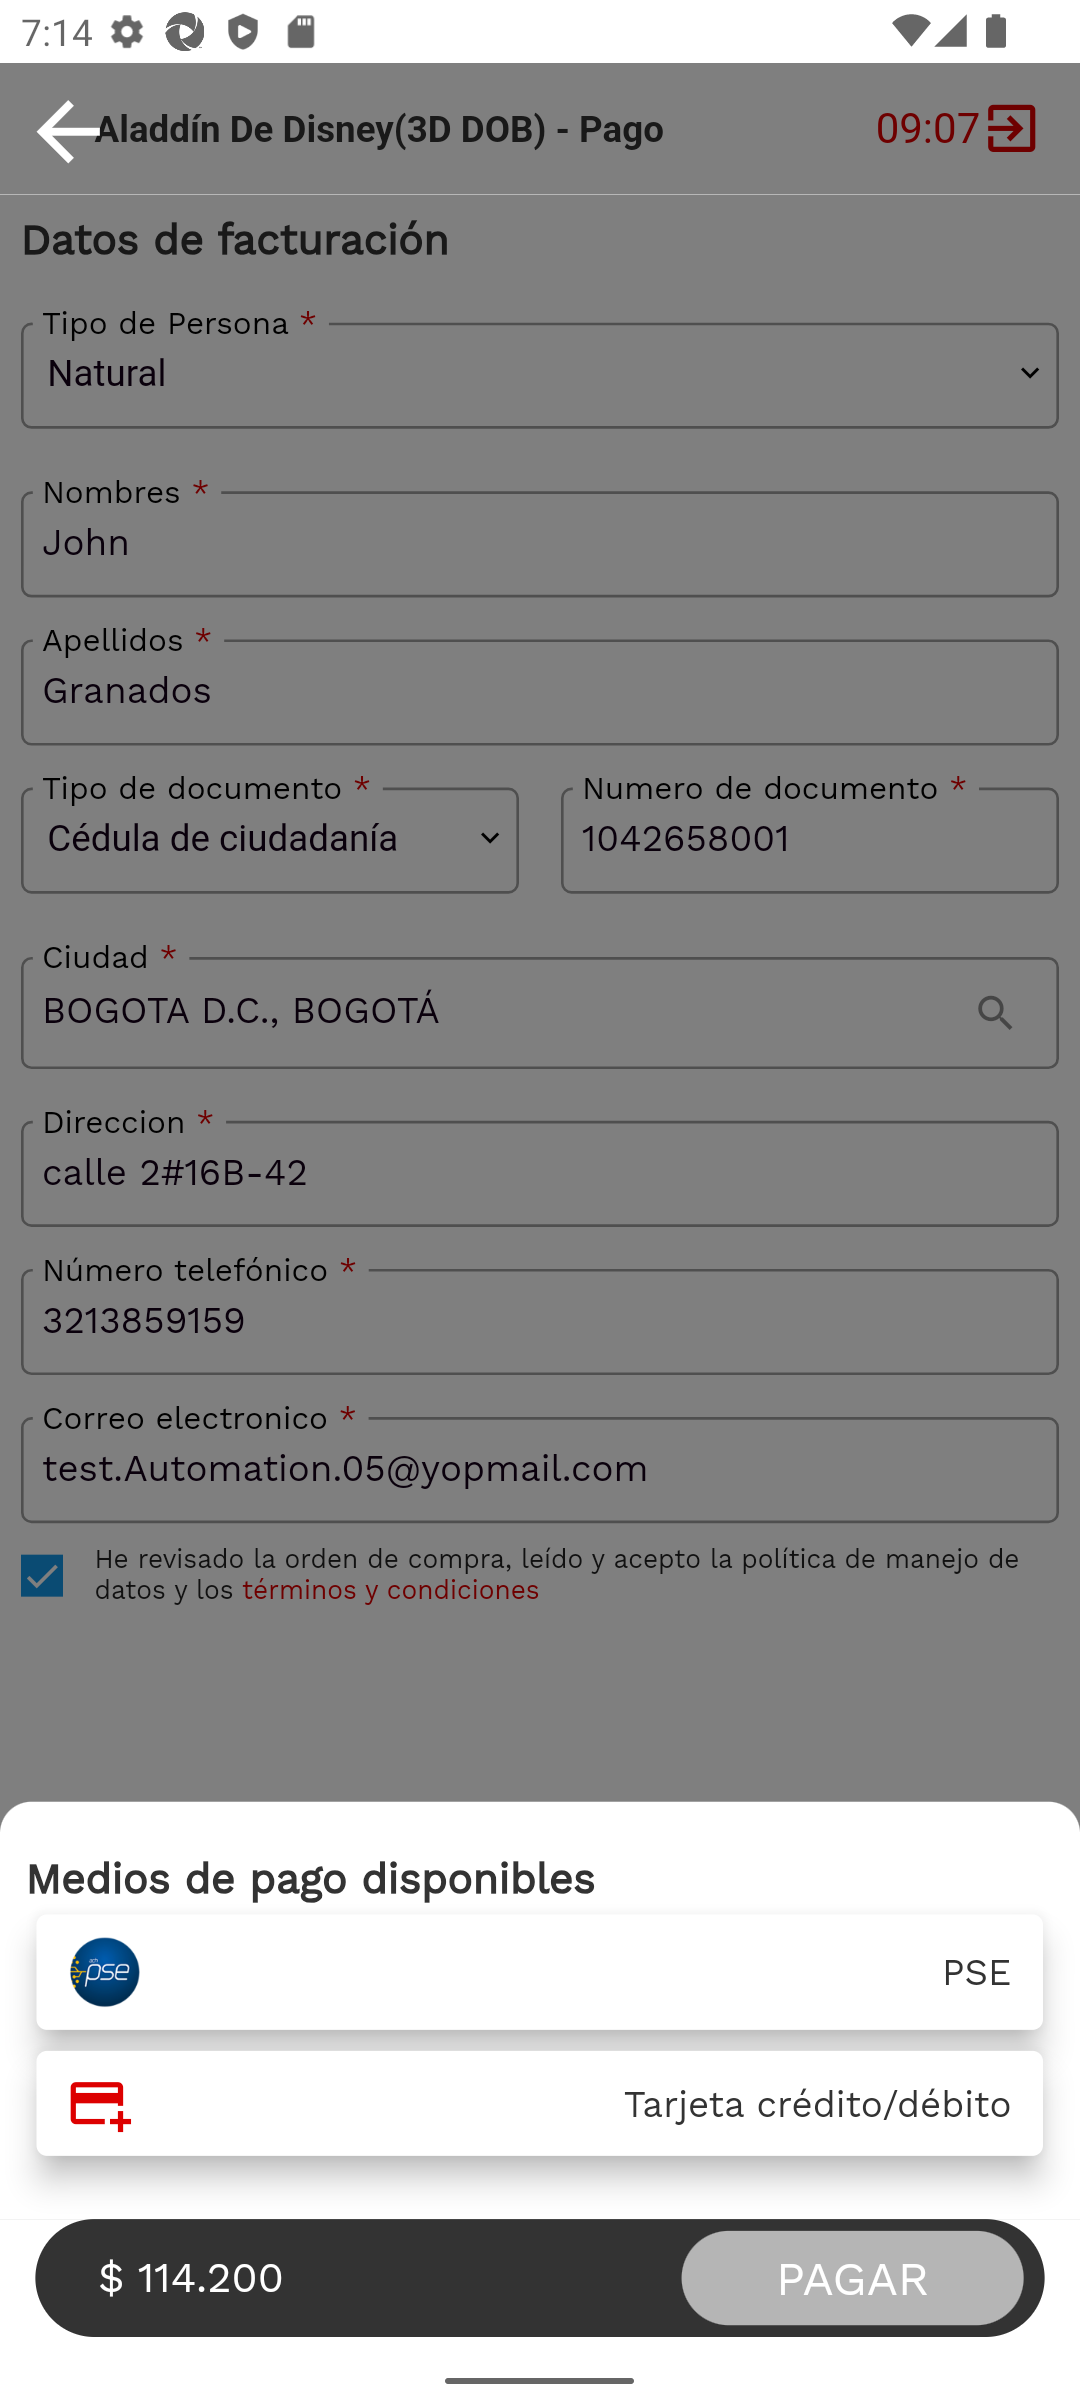 7:14
Aladdín De Disney(3D DOB) - Pago
09:07
Datos de facturación
Tipo de Persona *
Natural
Nombres *
John
Apellidos *
Granados
Tipo de documento *
Cédula de ciudadanía
Numero de documento *
1042658001
Ciudad *
BOGOTA D.C., BOGOTÁ
Direccion *
calle 2#16B-42
Número telefónico *
3213859159
Correo electronico *
test.Automation.05@yopmail.com
He revisado la orden de compra, leído y acepto la política de manejo de
datos y los términos y condiciones
Medios de pago disponibles
ach
pse
PSE
Tarjeta crédito/débito
$ 114.200
PAGAR